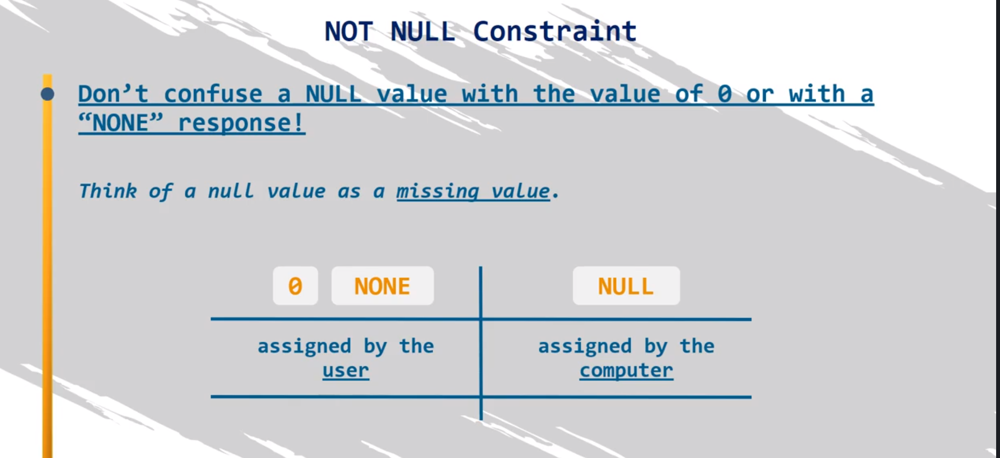 NOT NULL Constraint
Don’t confuse a NULL value with the value of 0 or with a
“NONE” response!
Think of a null value as a missing value.
0 NONE NULL
assigned by the assigned by the
user computer